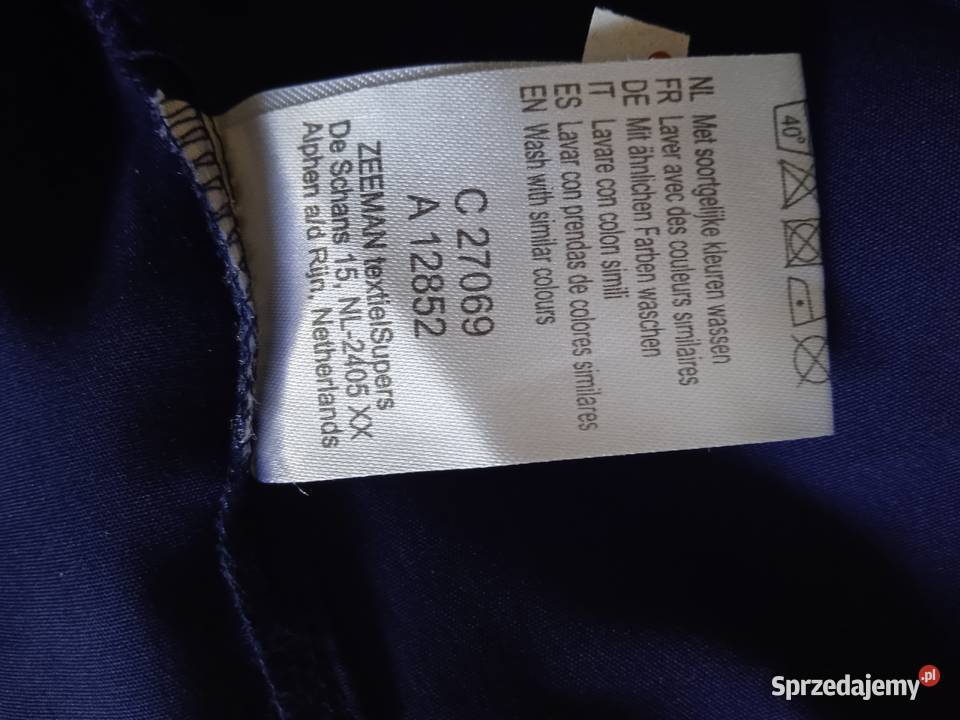 40°
NL Met soortgelijke kleuren wassen
FR Laver avec des couleurs similaires
DE Mit ähnlichen Farben waschen
IT Lavare con colori simili
ES Lavar con prendas de colores similares
EN Wash with similar colours
C 27069
A 12852
ZEEMAN textielSupers
De Schans 15, NL-2405 XX
Alphen a/d Rijn, Netherlands
Sprzedajemy.pl